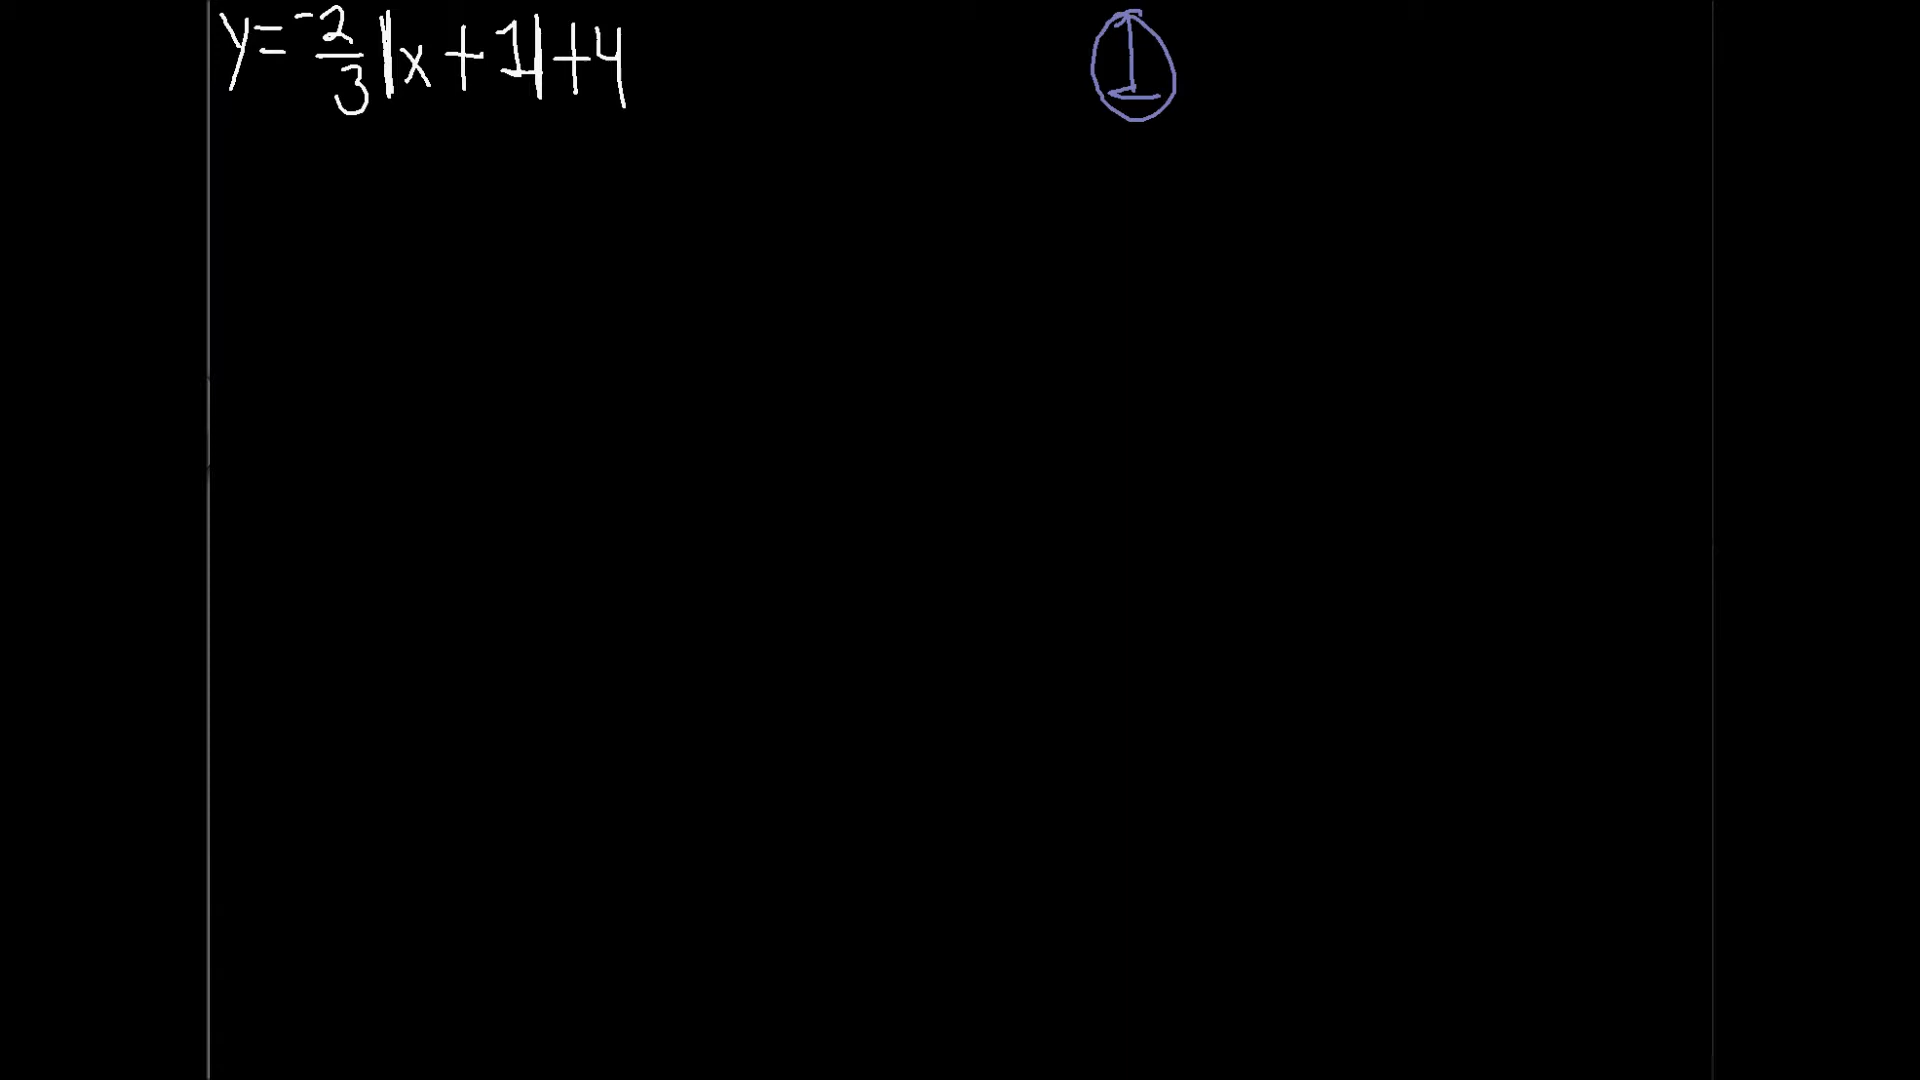 y = -2/3 |x + 1| + 4
①